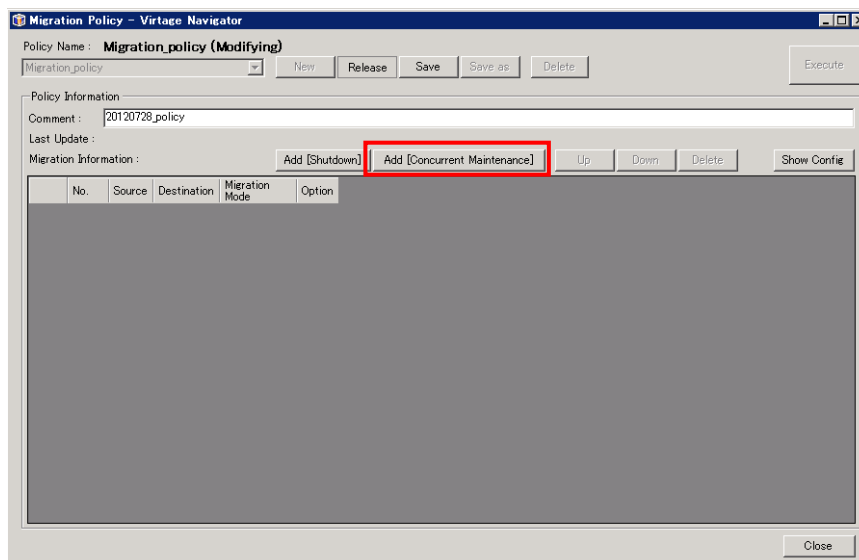 Migration Policy - Virtage Navigator
Policy Name : Migration_policy (Modifying)
Migration_policy New Release Save Save as Delete Execute
Policy Information
Comment : 20120728_policy
Last Update :
Migration Information : Add [Shutdown] Add [Concurrent Maintenance] Up Down Delete Show Config
No. Source Destination Migration Mode Option
Close